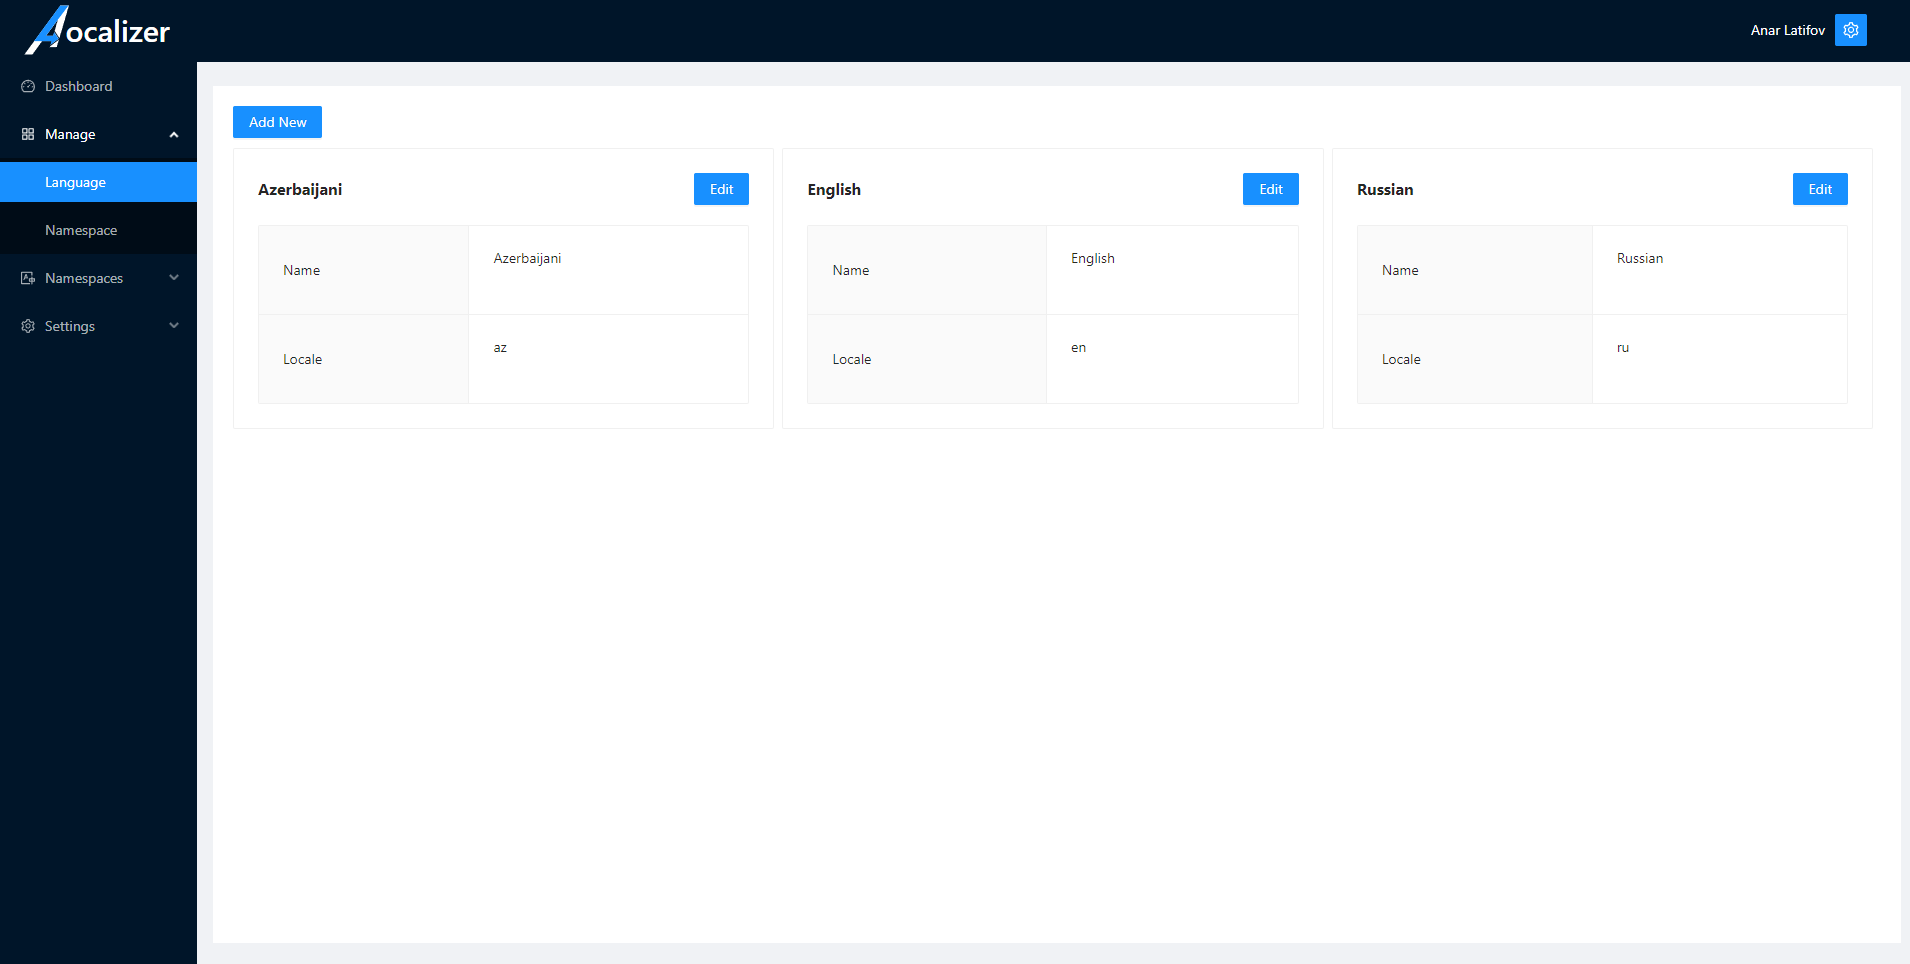 Aocalizer
Anar Latifov
Dashboard
Manage
Language
Namespace
Namespaces
Settings
Add New
Azerbaijani
Edit
Name
Azerbaijani
Locale
az
English
Edit
Name
English
Locale
en
Russian
Edit
Name
Russian
Locale
ru